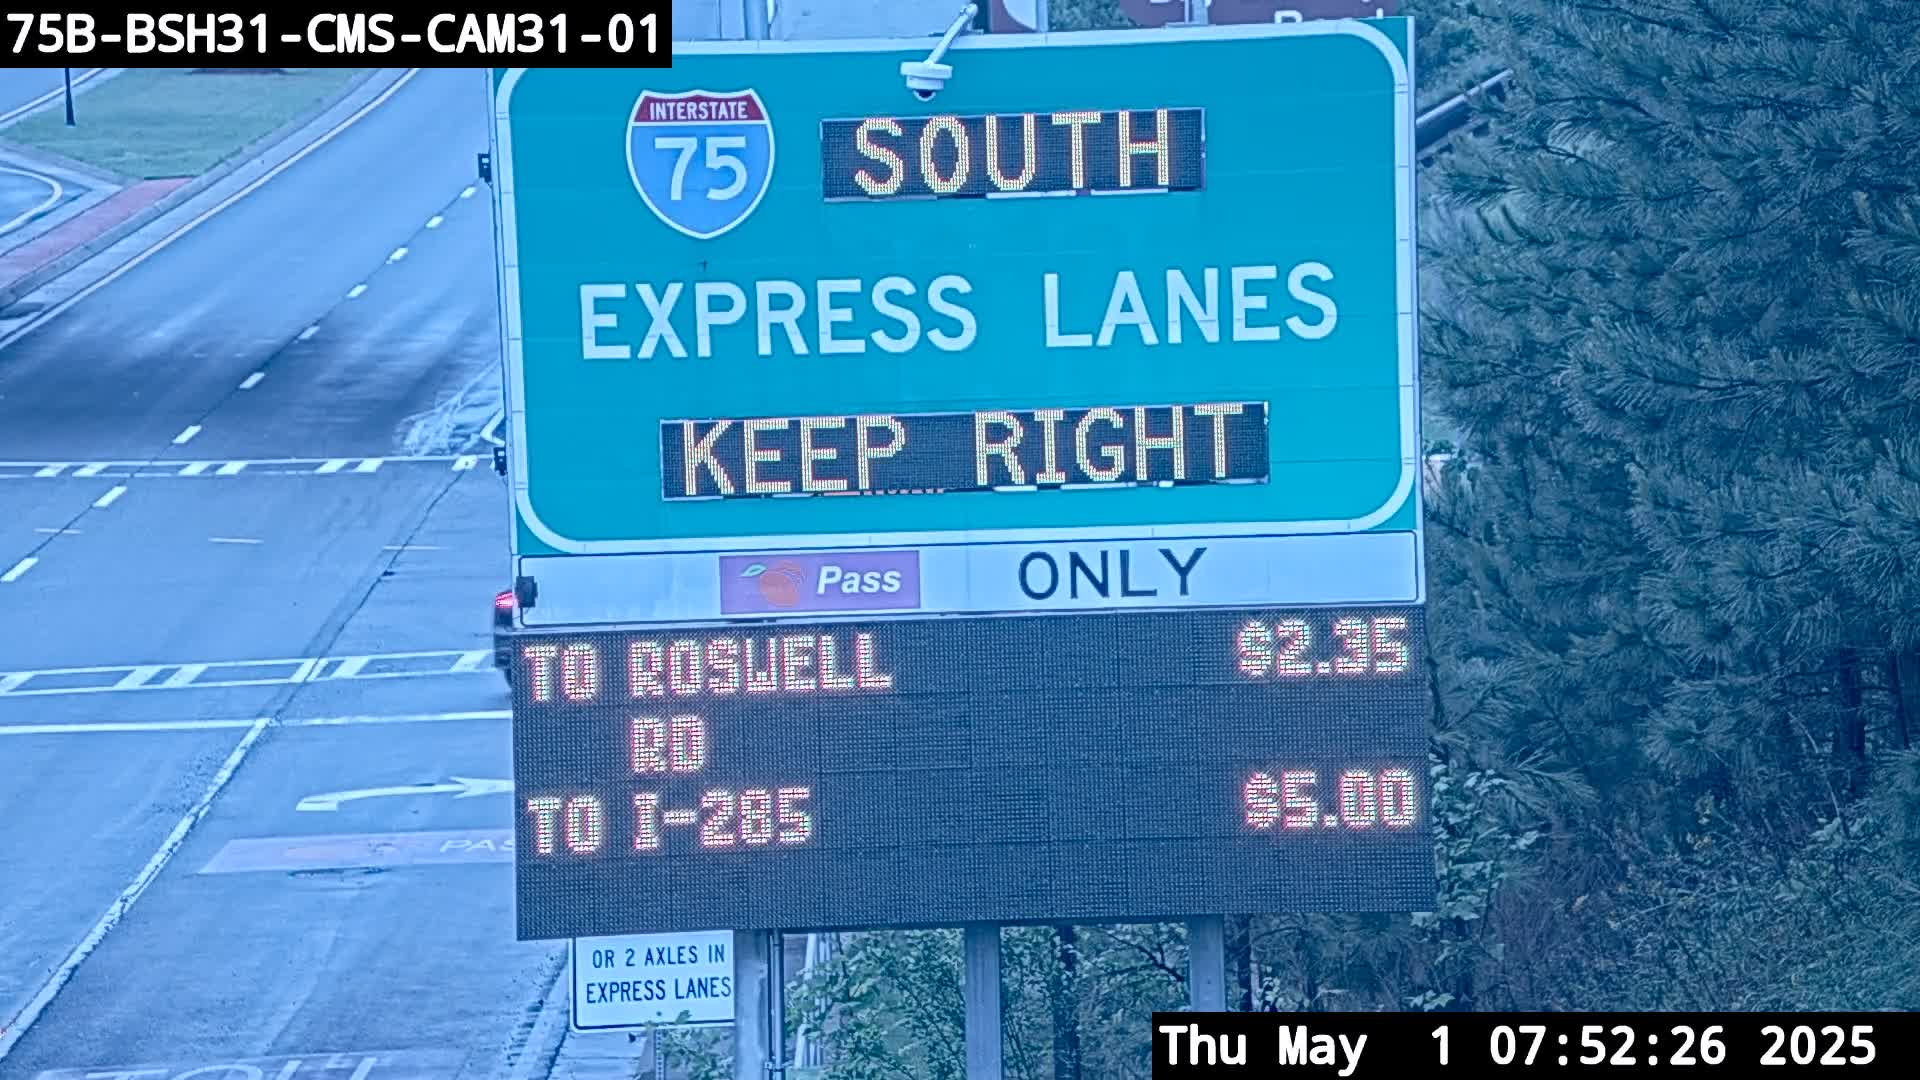 75B-BSH31-CMS-CAM31-01
INTERSTATE
75
SOUTH
EXPRESS LANES
KEEP RIGHT
Pass ONLY
TO ROSWELL $2.35
RD
TO I-285 $5.00
OR 2 AXLES IN
EXPRESS LANES
Thu May 1 07:52:26 2025